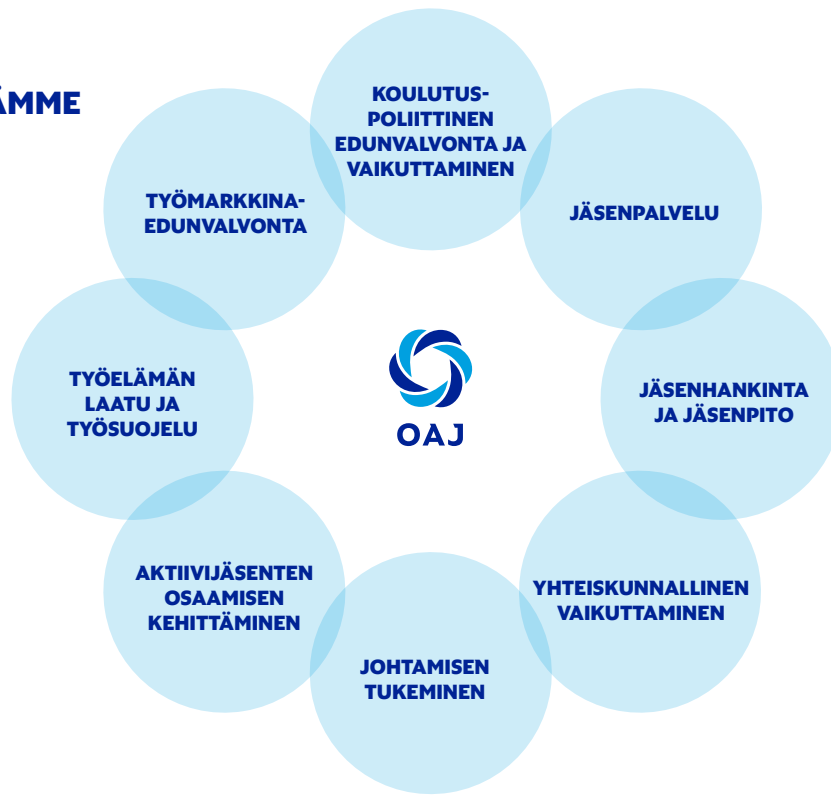 ÄMME
KOULUTUS-
POLIITTINEN
EDUNVALVONTA JA
VAIKUTTAMINEN
JÄSENPALVELU
JÄSENHANKINTA
JA JÄSENPITO
YHTEISKUNNALLINEN
VAIKUTTAMINEN
JOHTAMISEN
TUKEMINEN
AKTIIVIJÄSENTEN
OSAAMISEN
KEHITTÄMINEN
TYÖELÄMÄN
LAATU JA
TYÖSUOJELU
TYÖMARKKINA-
EDUNVALVONTA
OAJ